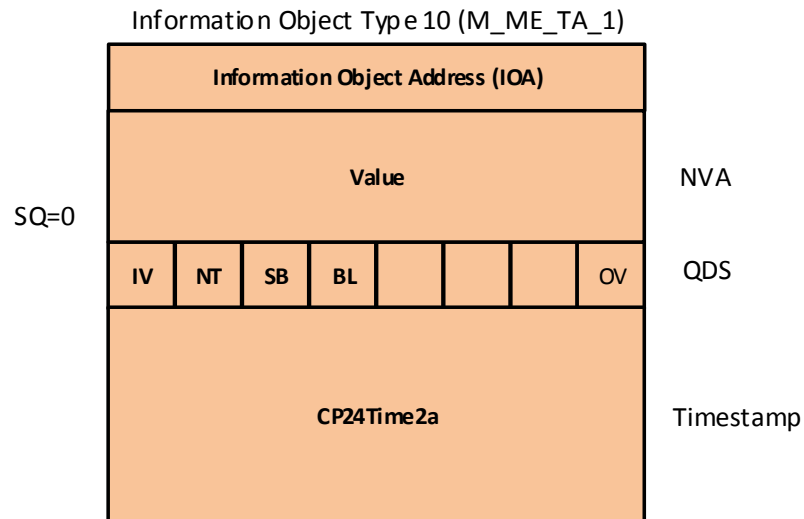 Information Object Type 10 (M_ME_TA_1)
Information Object Address (IOA)
Value
NVA
SQ=0
IV NT SB BL OV
QDS
CP24Time2a
Timestamp